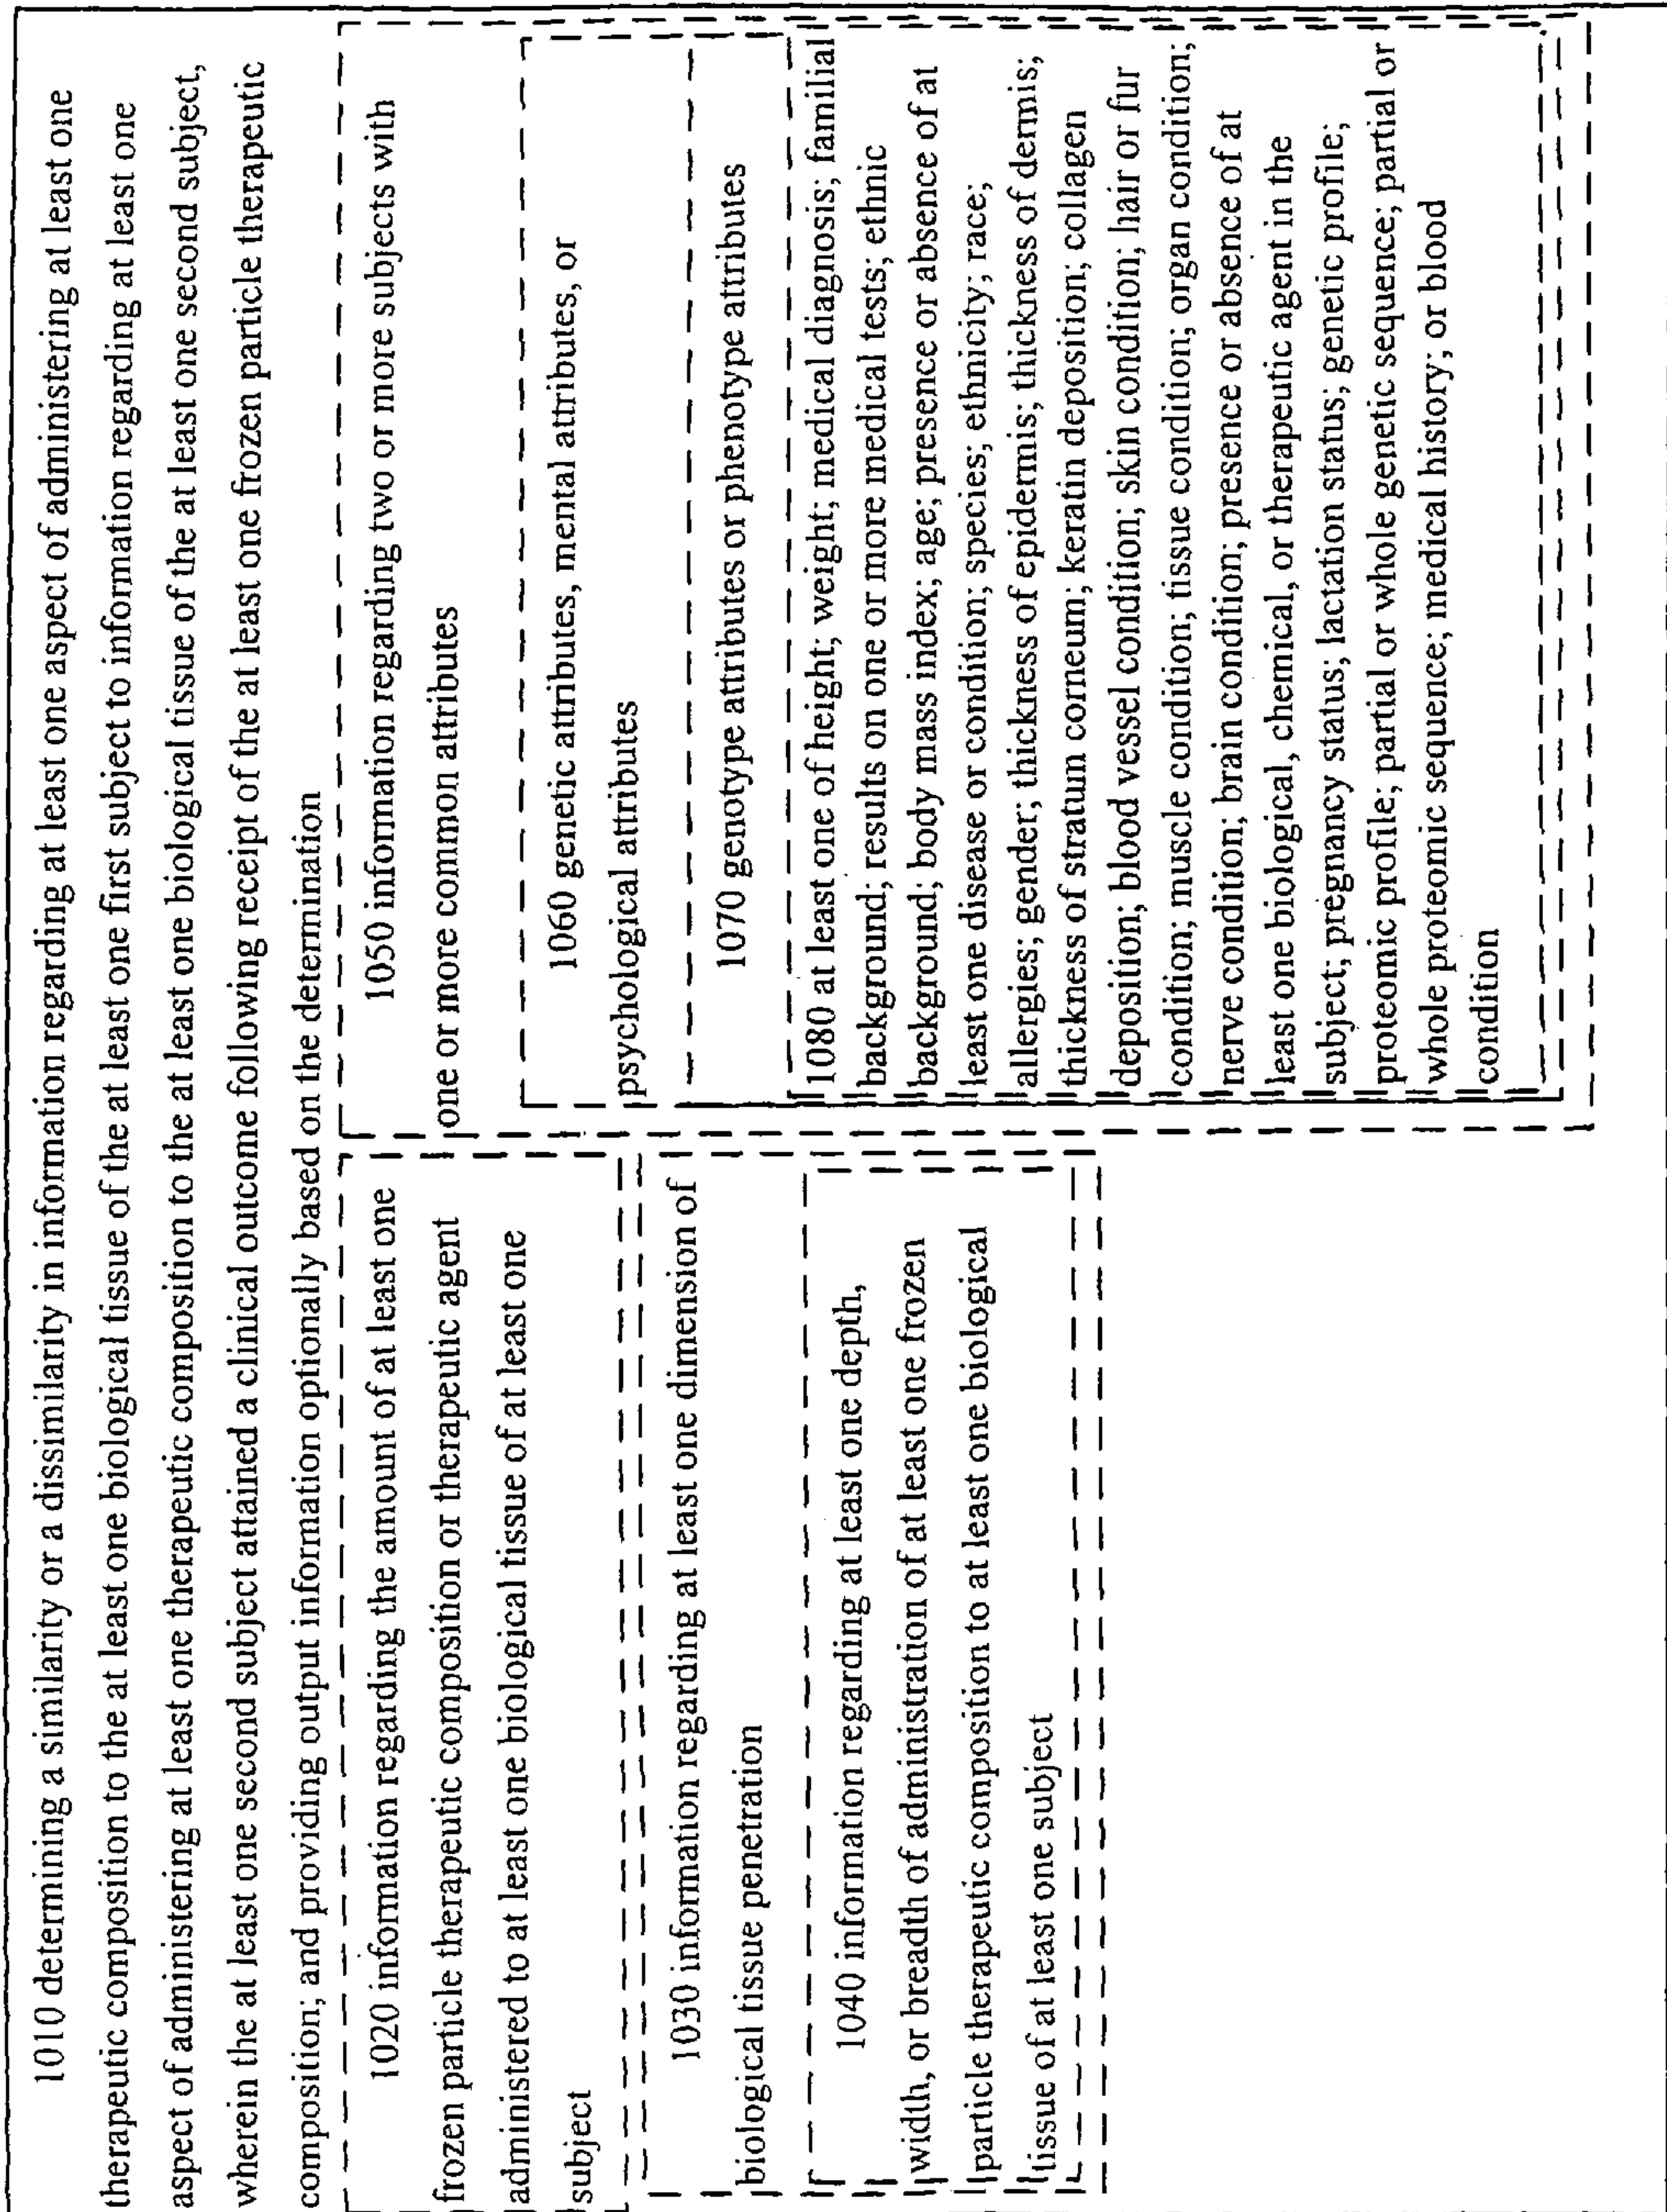 1010 determining a similarity or a dissimilarity in information regarding at least one aspect of administering at least one
therapeutic composition to the at least one biological tissue of the at least one first subject to information regarding at least one
aspect of administering at least one therapeutic composition to the at least one biological tissue of the at least one second subject,
wherein the at least one second subject attained a clinical outcome following receipt of the at least one frozen particle therapeutic
composition; and providing output information optionally based on the determination
1020 information regarding the amount of at least one
frozen particle therapeutic composition or therapeutic agent
administered to at least one biological tissue of at least one
subject
1030 information regarding at least one dimension of
biological tissue penetration
1040 information regarding at least one depth,
width, or breadth of administration of at least one frozen
particle therapeutic composition to at least one biological
tissue of at least one subject
1050 information regarding two or more subjects with
one or more common attributes
1060 genetic attributes, mental attributes, or
psychological attributes
1070 genotype attributes or phenotype attributes
1080 at least one of height; weight; medical diagnosis; familial
background; results on one or more medical tests; ethnic
background; body mass index; age; presence or absence of at
least one disease or condition; species; ethnicity; race;
allergies; gender; thickness of epidermis; thickness of dermis;
thickness of stratum corneum; keratin deposition; collagen
deposition; blood vessel condition; skin condition; hair or fur
condition; muscle condition; tissue condition; organ condition;
nerve condition; brain condition; presence or absence of at
least one biological, chemical, or therapeutic agent in the
subject; pregnancy status; lactation status; genetic profile;
proteomic profile; partial or whole genetic sequence; partial or
whole proteomic sequence; medical history; or blood
condition